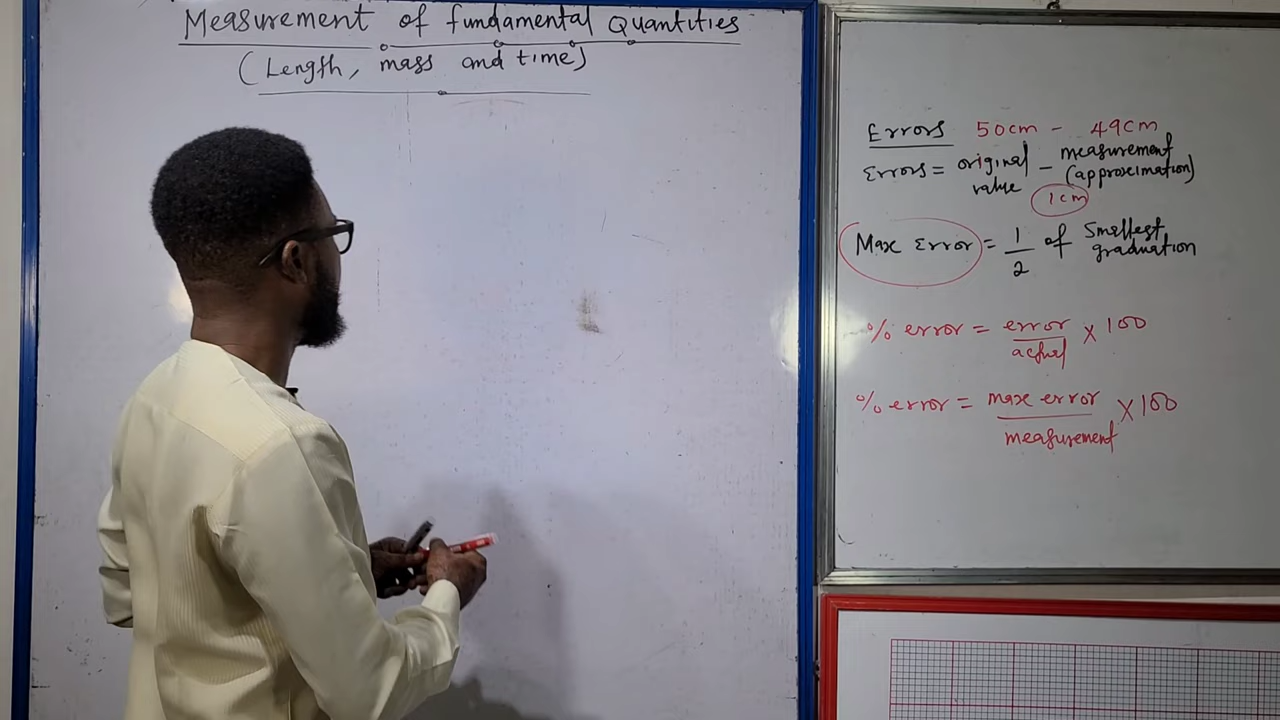 Measurement of fundamental Quantities
(Length, mass and time)
Errors 50cm - 49cm
Errors = original value - measurement (approximation)
1cm
Max Error = 1/2 of Smallest graduation
% error = error/actual × 100
% error = max error/measurement × 100